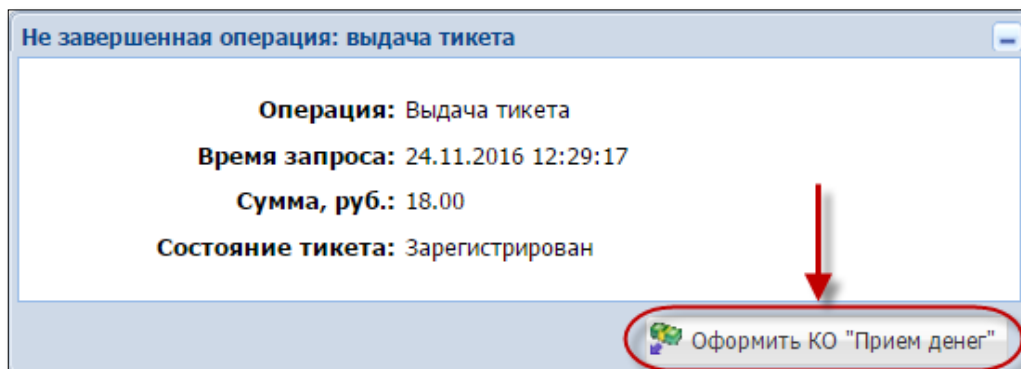 Не завершенная операция: выдача тикета
Операция: Выдача тикета
Время запроса: 24.11.2016 12:29:17
Сумма, руб.: 18.00
Состояние тикета: Зарегистрирован
Оформить КО "Прием денег"